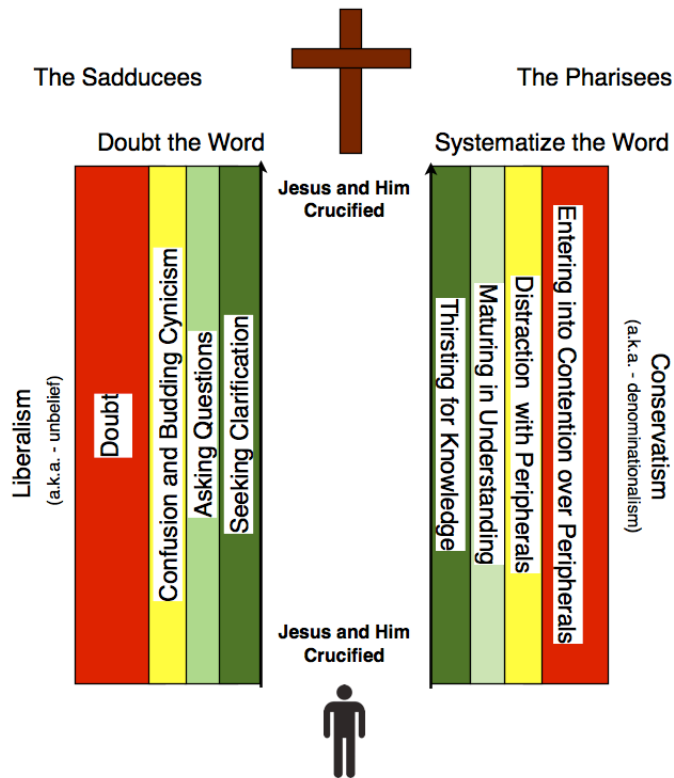 The Sadducees
The Pharisees
Doubt the Word
Systematize the Word
Jesus and Him
Crucified
Liberalism
(a.k.a. - unbelief)
Doubt
Confusion and Budding Cynicism
Asking Questions
Seeking Clarification
Thirsting for Knowledge
Maturing in Understanding
Distraction with Peripherals
Entering into Contention over Peripherals
Conservatism
(a.k.a. - denominationalism)
Jesus and Him
Crucified